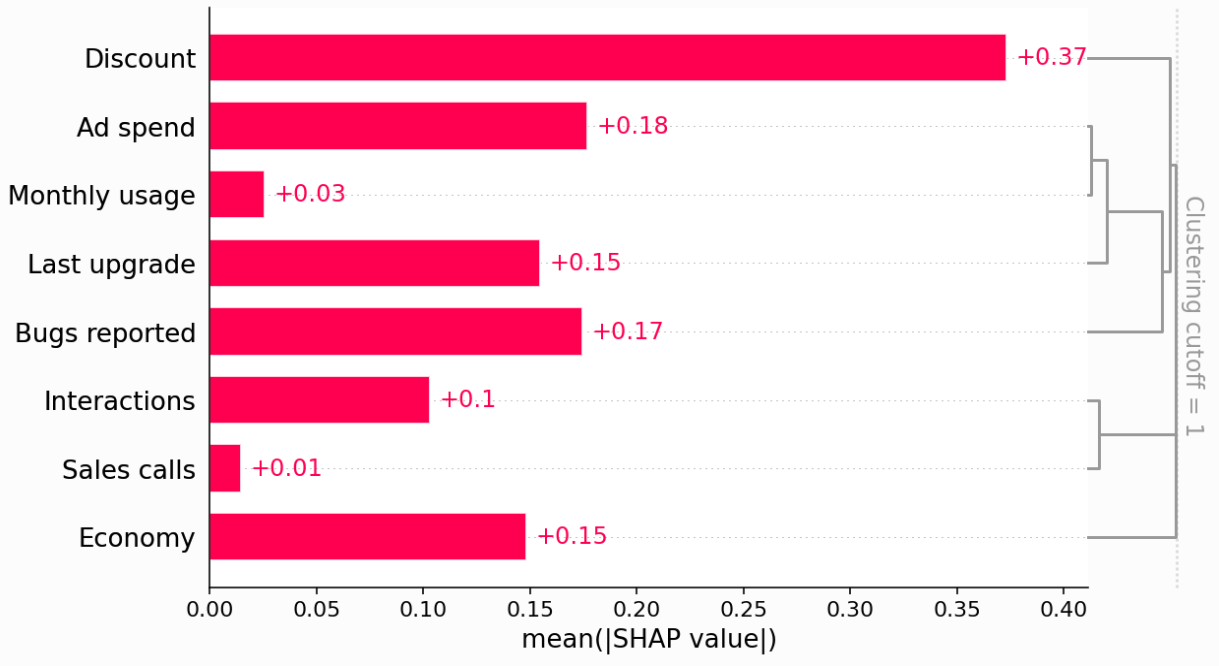 Discount +0.37
Ad spend +0.18
Monthly usage +0.03
Last upgrade +0.15
Bugs reported +0.17
Interactions +0.1
Sales calls +0.01
Economy +0.15
0.00 0.05 0.10 0.15 0.20 0.25 0.30 0.35 0.40
mean(|SHAP value|)
Clustering cutoff = 1